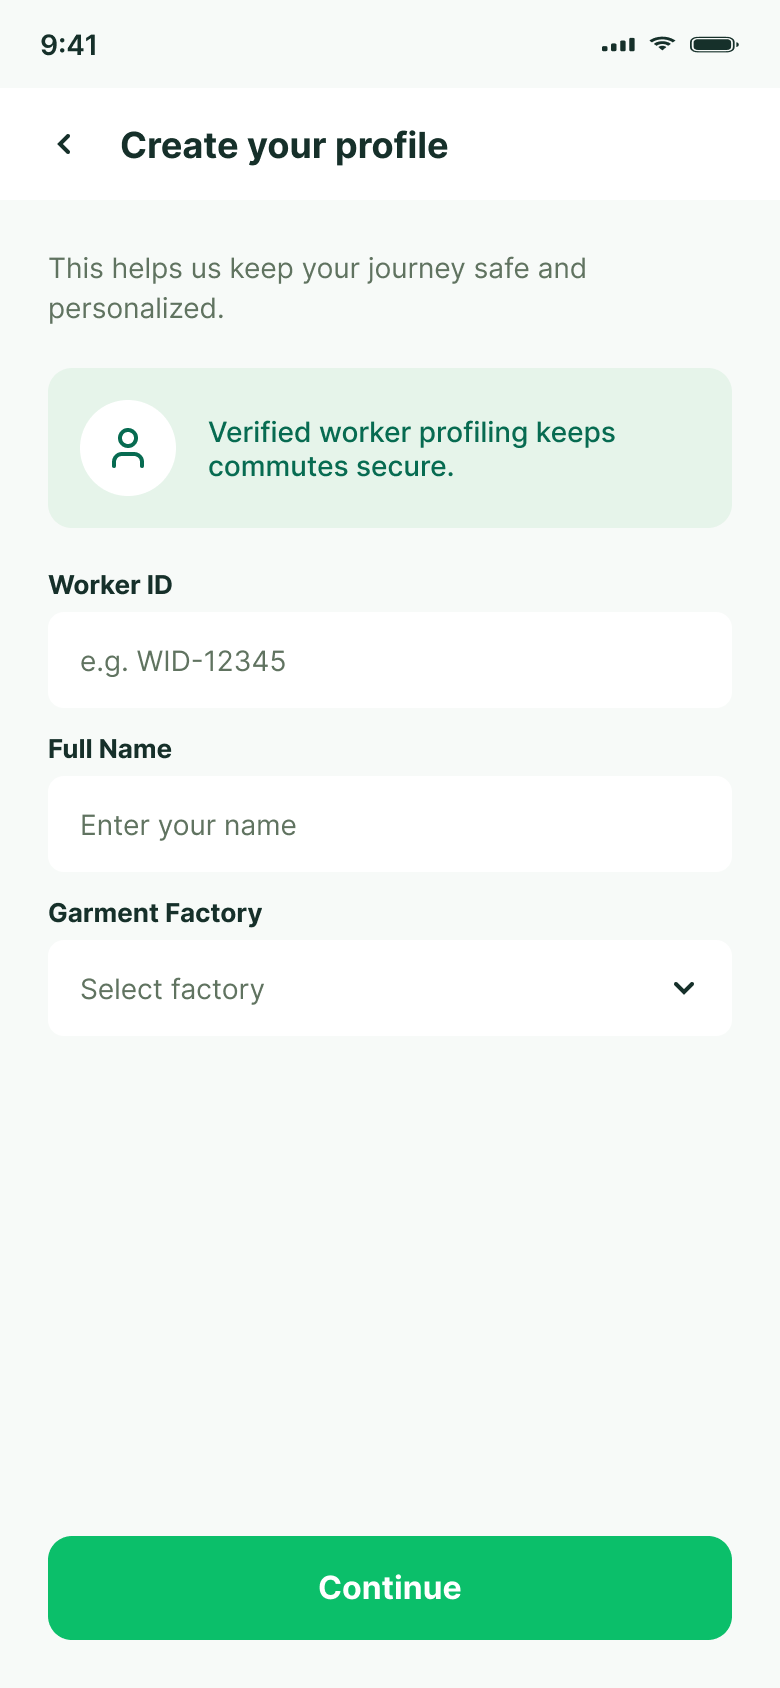 9:41
Create your profile
This helps us keep your journey safe and
personalized.
Verified worker profiling keeps
commutes secure.
Worker ID
e.g. WID-12345
Full Name
Enter your name
Garment Factory
Select factory
Continue